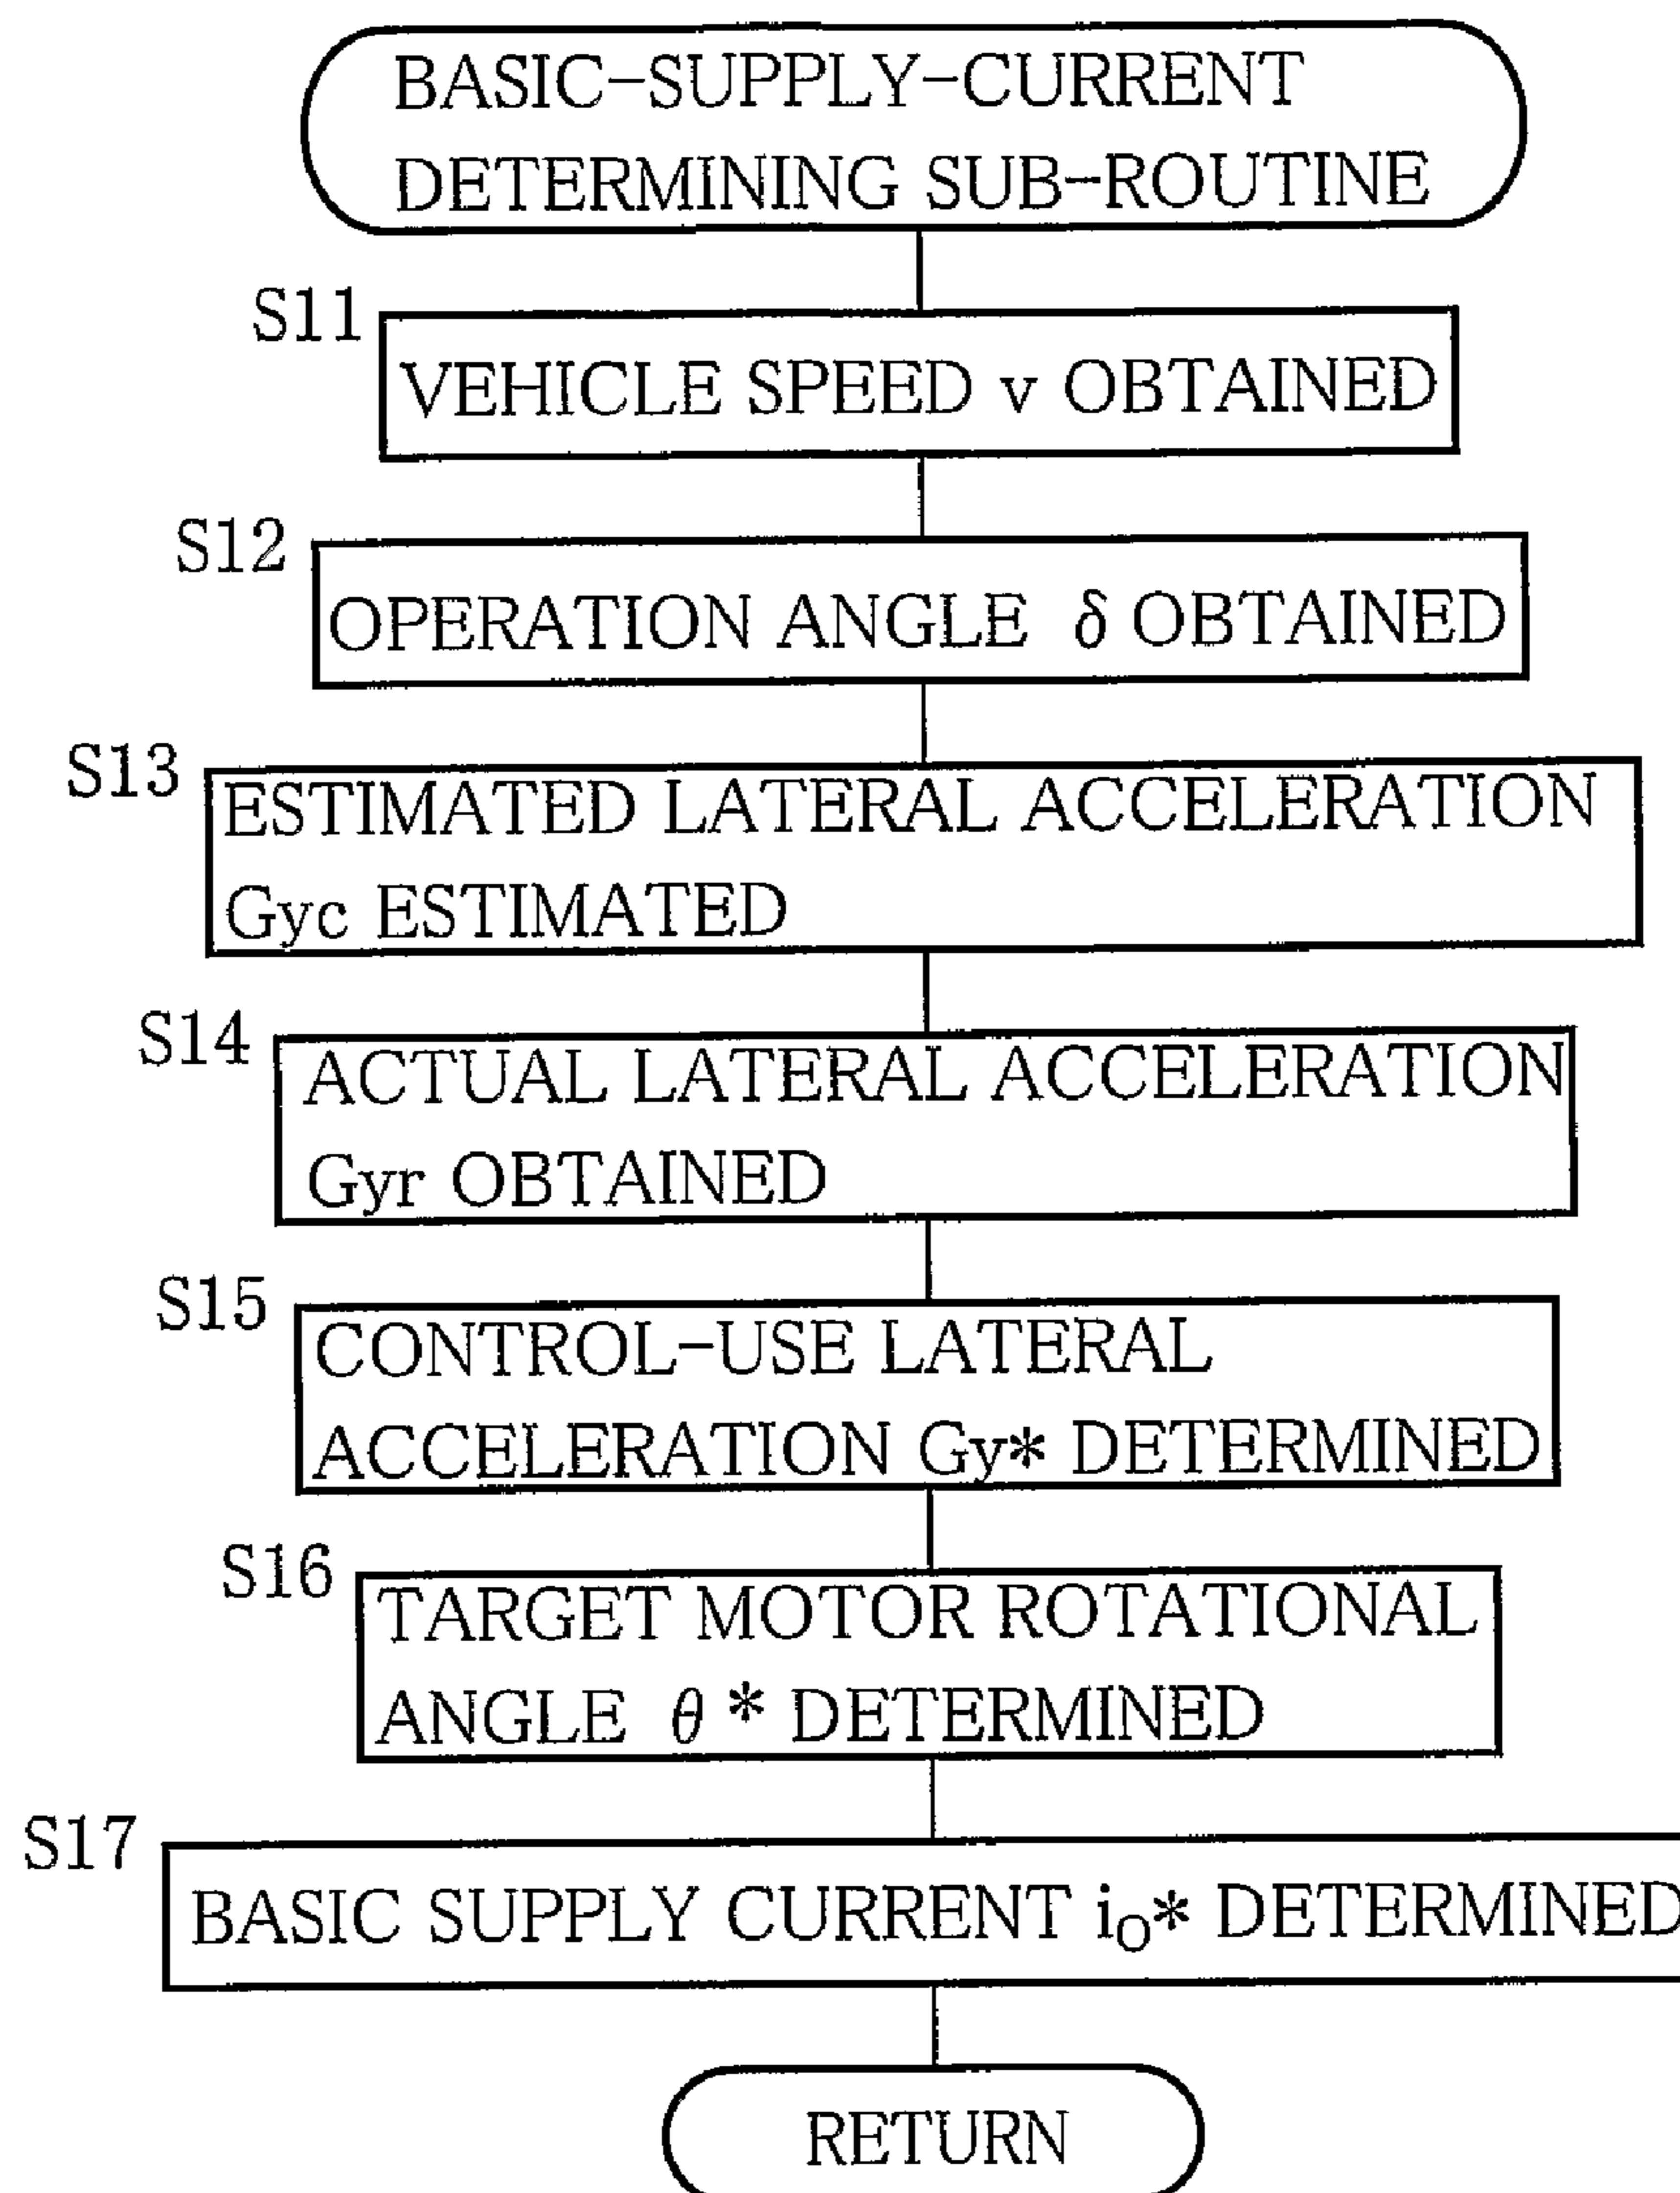 BASIC-SUPPLY-CURRENT
DETERMINING SUB-ROUTINE
S11
VEHICLE SPEED v OBTAINED
S12
OPERATION ANGLE δ OBTAINED
S13
ESTIMATED LATERAL ACCELERATION
Gyc ESTIMATED
S14
ACTUAL LATERAL ACCELERATION
Gyr OBTAINED
S15
CONTROL-USE LATERAL
ACCELERATION Gy* DETERMINED
S16
TARGET MOTOR ROTATIONAL
ANGLE θ * DETERMINED
S17
BASIC SUPPLY CURRENT i₀* DETERMINED
RETURN